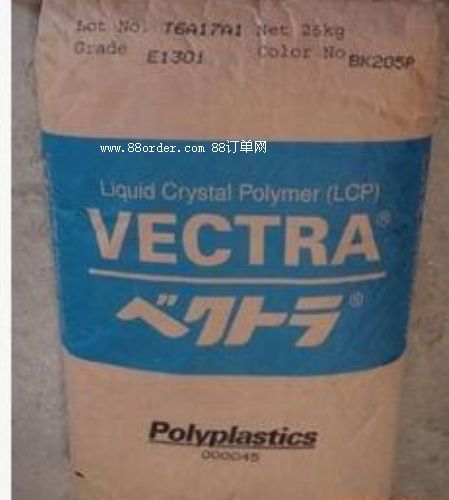 Lot No. T6A17A1 Net 25kg
Grade E1301 Color No. BK205P
www.88order.com 88订单网
Liquid Crystal Polymer (LCP)
VECTRA®
ベクトラ®
Polyplastics
000045